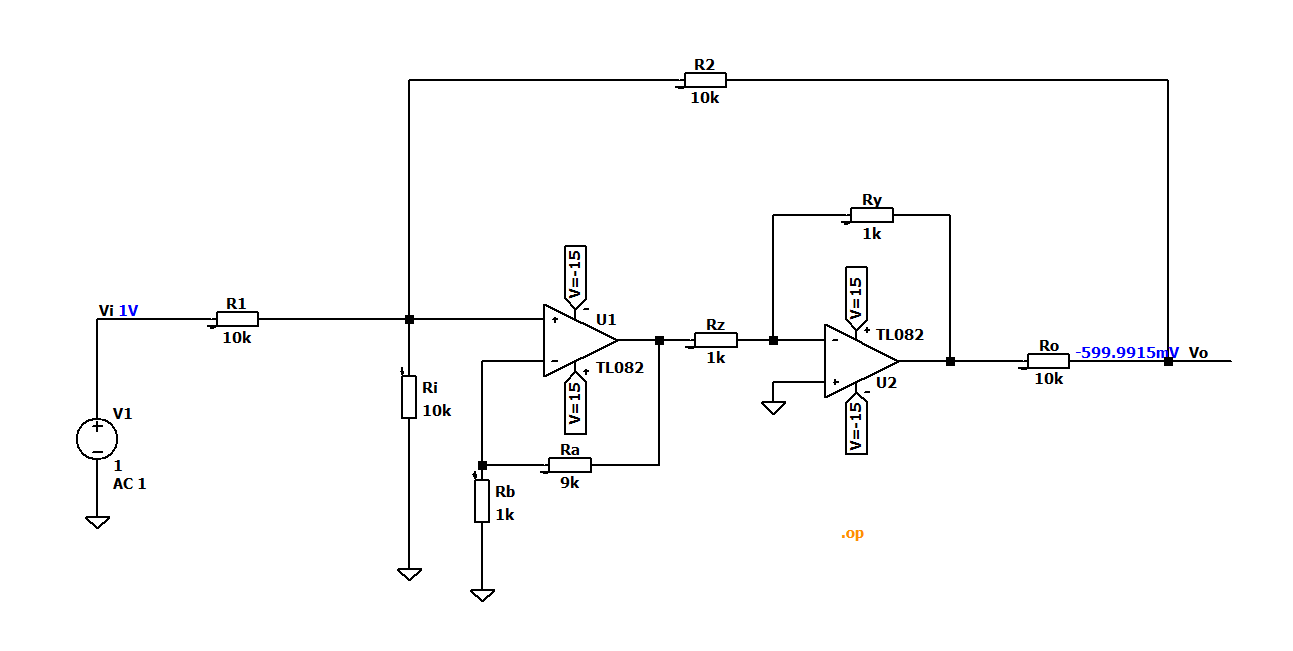 R2
10k
Ry
1k
V=-15
V=15
Vi 1V
R1
10k
U1
TL082
Rz
1k
TL082
U2
Ro
10k
-599.9915mV Vo
Ri
10k
V=15
V=-15
V1
1
AC 1
Ra
9k
Rb
1k
.op